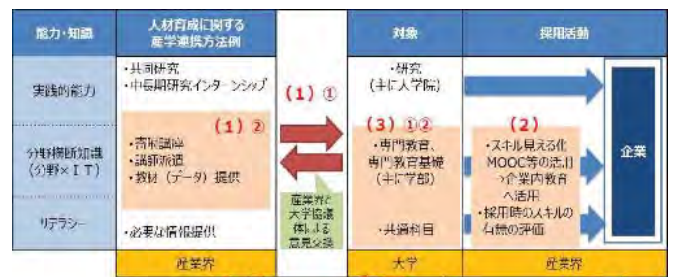 能力・知識
人材育成に関する
産学連携方法例
対象
採用活動
実践的能力
・共同研究
・中長期研究インターンシップ
(1) ①
・研究
(主に大学院)
企業
分野横断知識
(分野×IT)
(1) ②
・寄附講座
・講師派遣
・教材(データ)提供
(3) ①②
・専門教育、
専門教育基礎
(主に学部)
(2)
・スキル見える化
MOOC等の活用
⇒企業内教育
へ活用
・採用時のスキルの
有無の評価
産業界と
大学協議
体による
意見交換
リテラシー
・必要な情報提供
・共通科目
産業界
大学
産業界